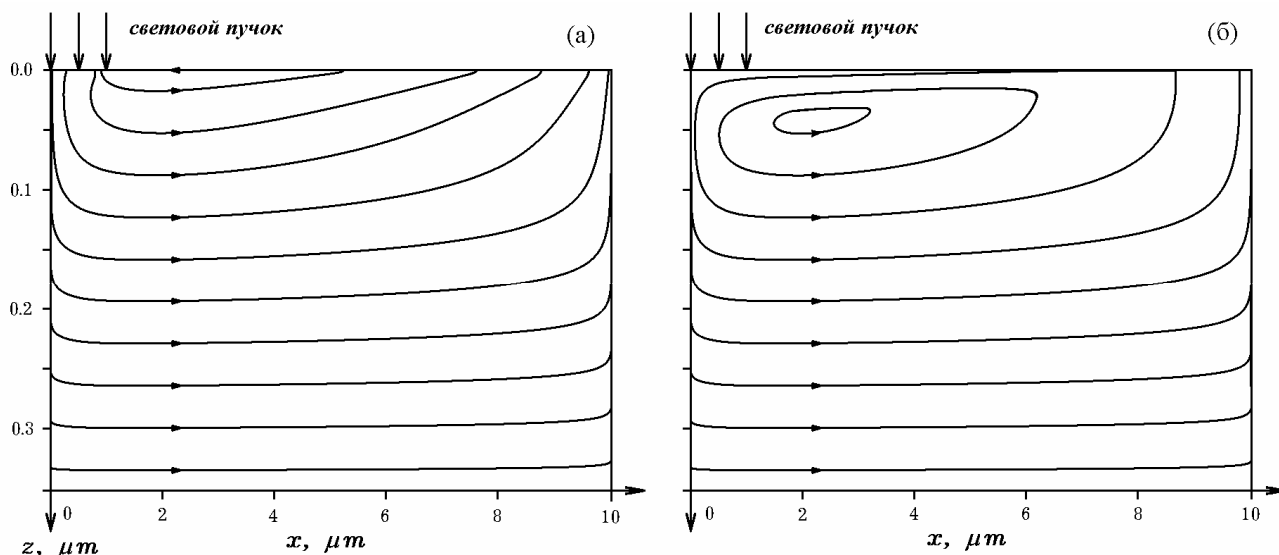 световой пучок (а)
световой пучок (б)
0.0
0.1
0.2
0.3
0 2 4 6 8 10
0 2 4 6 8 10
z, μm
x, μm
x, μm